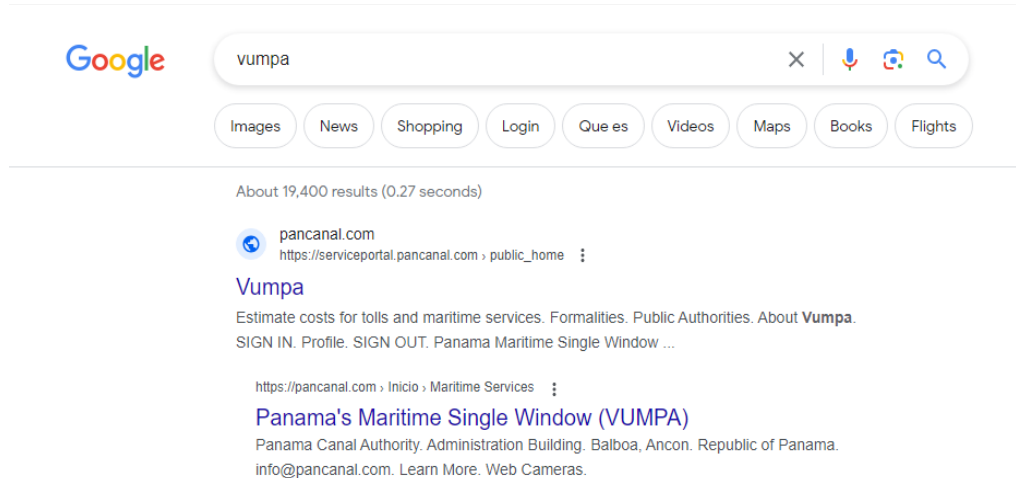 Google
vumpa
Images News Shopping Login Que es Videos Maps Books Flights
About 19,400 results (0.27 seconds)
pancanal.com
https://serviceportal.pancanal.com › public_home
Vumpa
Estimate costs for tolls and maritime services. Formalities. Public Authorities. About Vumpa.
SIGN IN. Profile. SIGN OUT. Panama Maritime Single Window ...
https://pancanal.com › Inicio › Maritime Services
Panama's Maritime Single Window (VUMPA)
Panama Canal Authority. Administration Building. Balboa, Ancon. Republic of Panama.
info@pancanal.com. Learn More. Web Cameras.